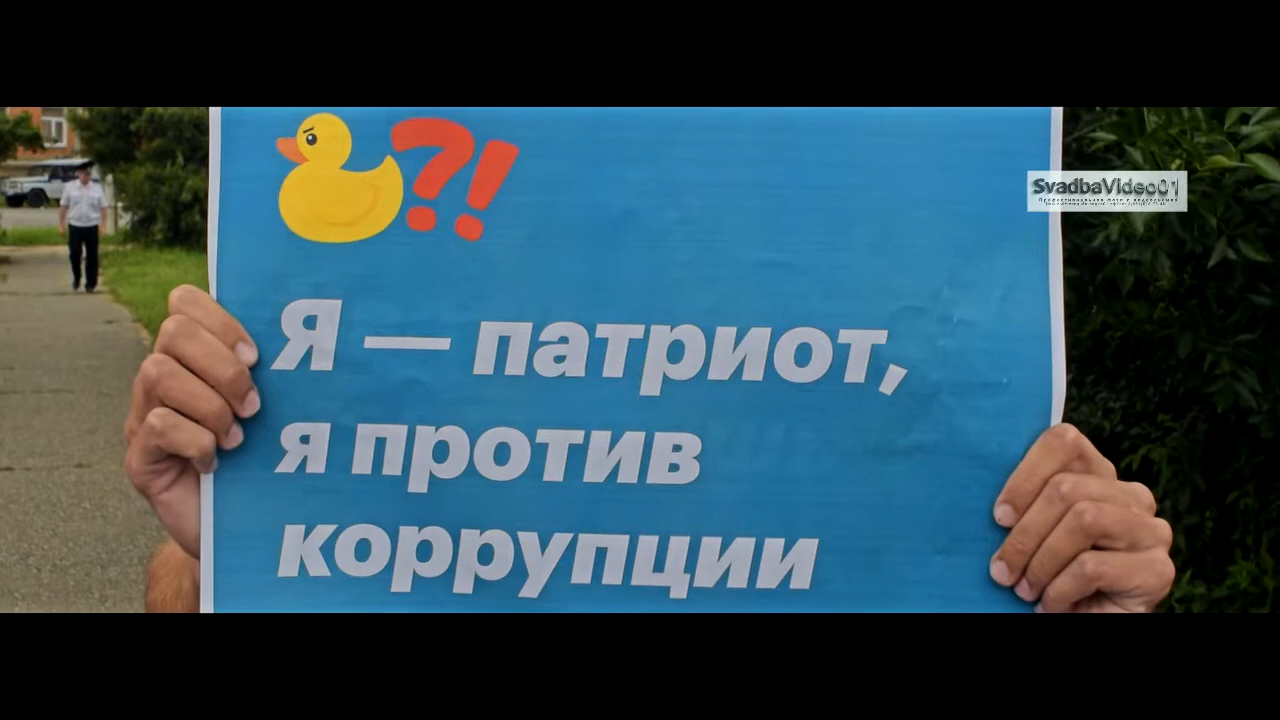 ?!
Я — патриот,
я против
коррупции
SvadbaVideo01